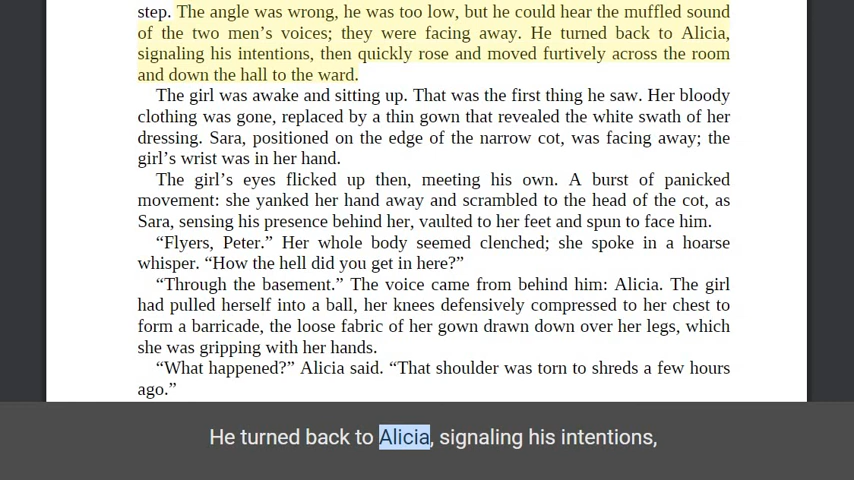 step. The angle was wrong, he was too low, but he could hear the muffled sound
of the two men’s voices; they were facing away. He turned back to Alicia,
signaling his intentions, then quickly rose and moved furtively across the room
and down the hall to the ward.
The girl was awake and sitting up. That was the first thing he saw. Her bloody
clothing was gone, replaced by a thin gown that revealed the white swath of her
dressing. Sara, positioned on the edge of the narrow cot, was facing away; the
girl’s wrist was in her hand.
The girl’s eyes flicked up then, meeting his own. A burst of panicked
movement: she yanked her hand away and scrambled to the head of the cot, as
Sara, sensing his presence behind her, vaulted to her feet and spun to face him.
“Flyers, Peter.” Her whole body seemed clenched; she spoke in a hoarse
whisper. “How the hell did you get in here?”
“Through the basement.” The voice came from behind him: Alicia. The girl
had pulled herself into a ball, her knees defensively compressed to her chest to
form a barricade, the loose fabric of her gown drawn down over her legs, which
she was gripping with her hands.
“What happened?” Alicia said. “That shoulder was torn to shreds a few hours
ago.”
He turned back to Alicia, signaling his intentions,